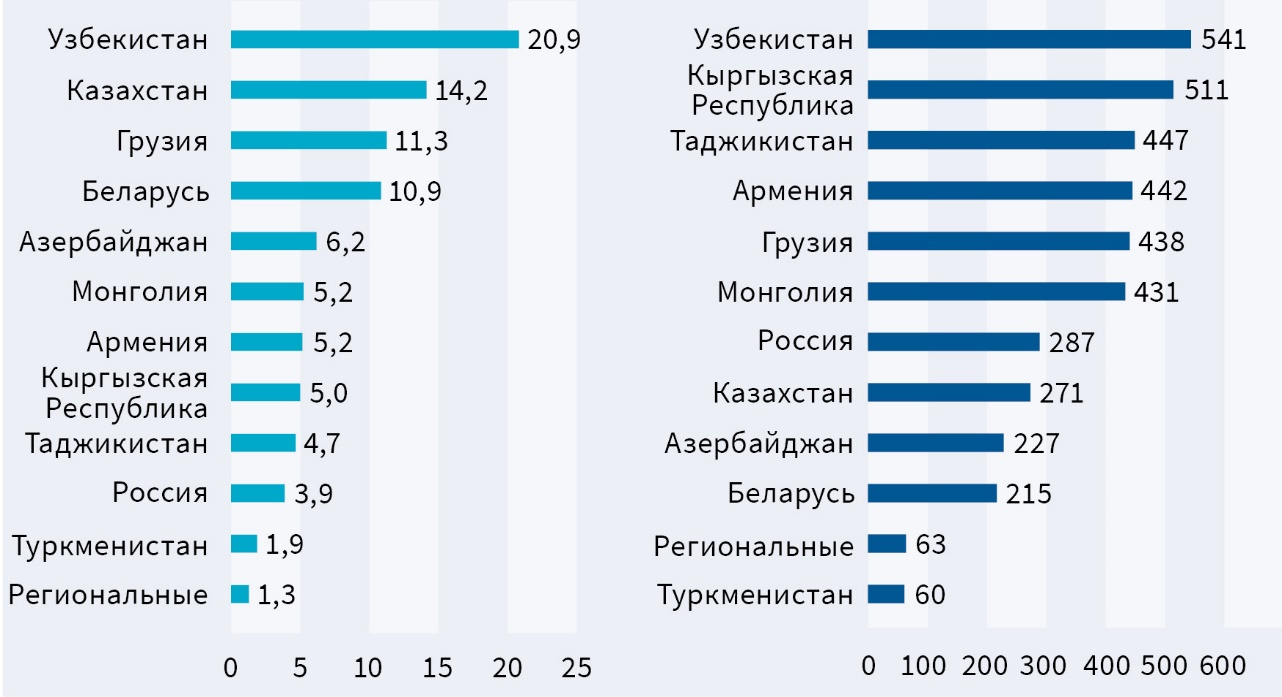 Узбекистан 20,9
Казахстан 14,2
Грузия 11,3
Беларусь 10,9
Азербайджан 6,2
Монголия 5,2
Армения 5,2
Кыргызская
Республика 5,0
Таджикистан 4,7
Россия 3,9
Туркменистан 1,9
Региональные 1,3
0 5 10 15 20 25
Узбекистан 541
Кыргызская
Республика 511
Таджикистан 447
Армения 442
Грузия 438
Монголия 431
Россия 287
Казахстан 271
Азербайджан 227
Беларусь 215
Региональные 63
Туркменистан 60
0 100 200 300 400 500 600